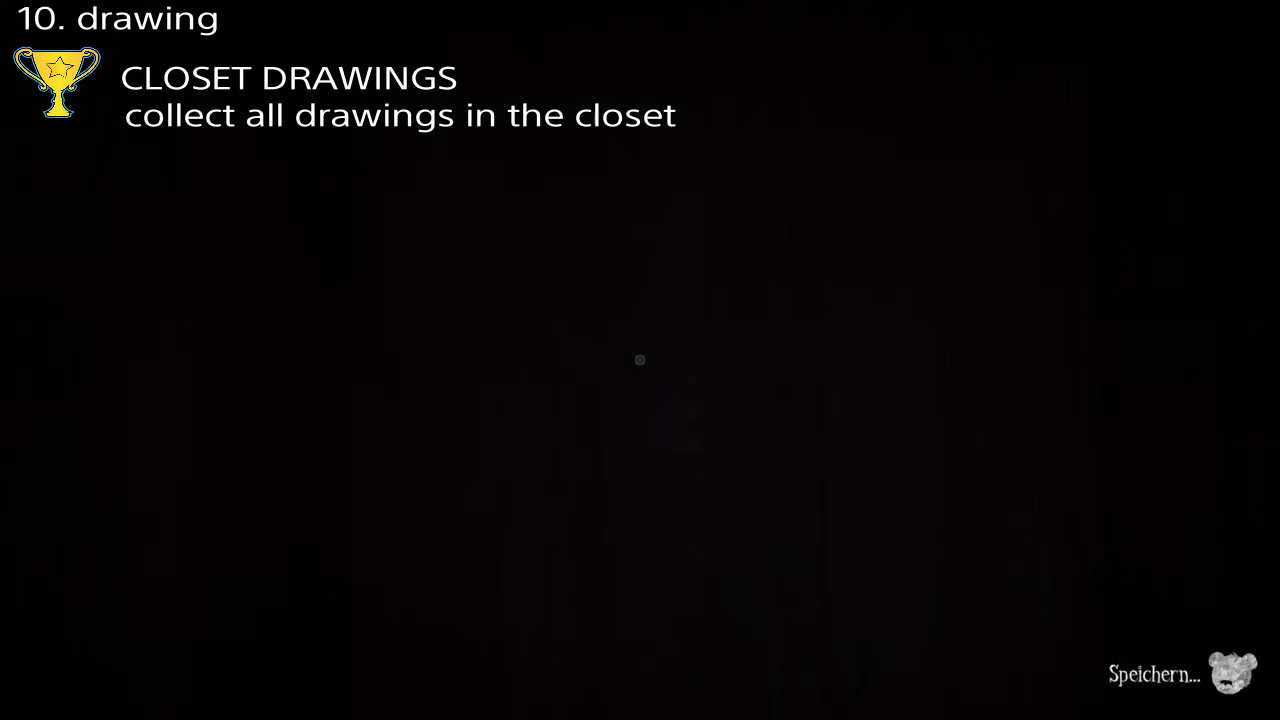 10. drawing
CLOSET DRAWINGS
collect all drawings in the closet
Speichern...